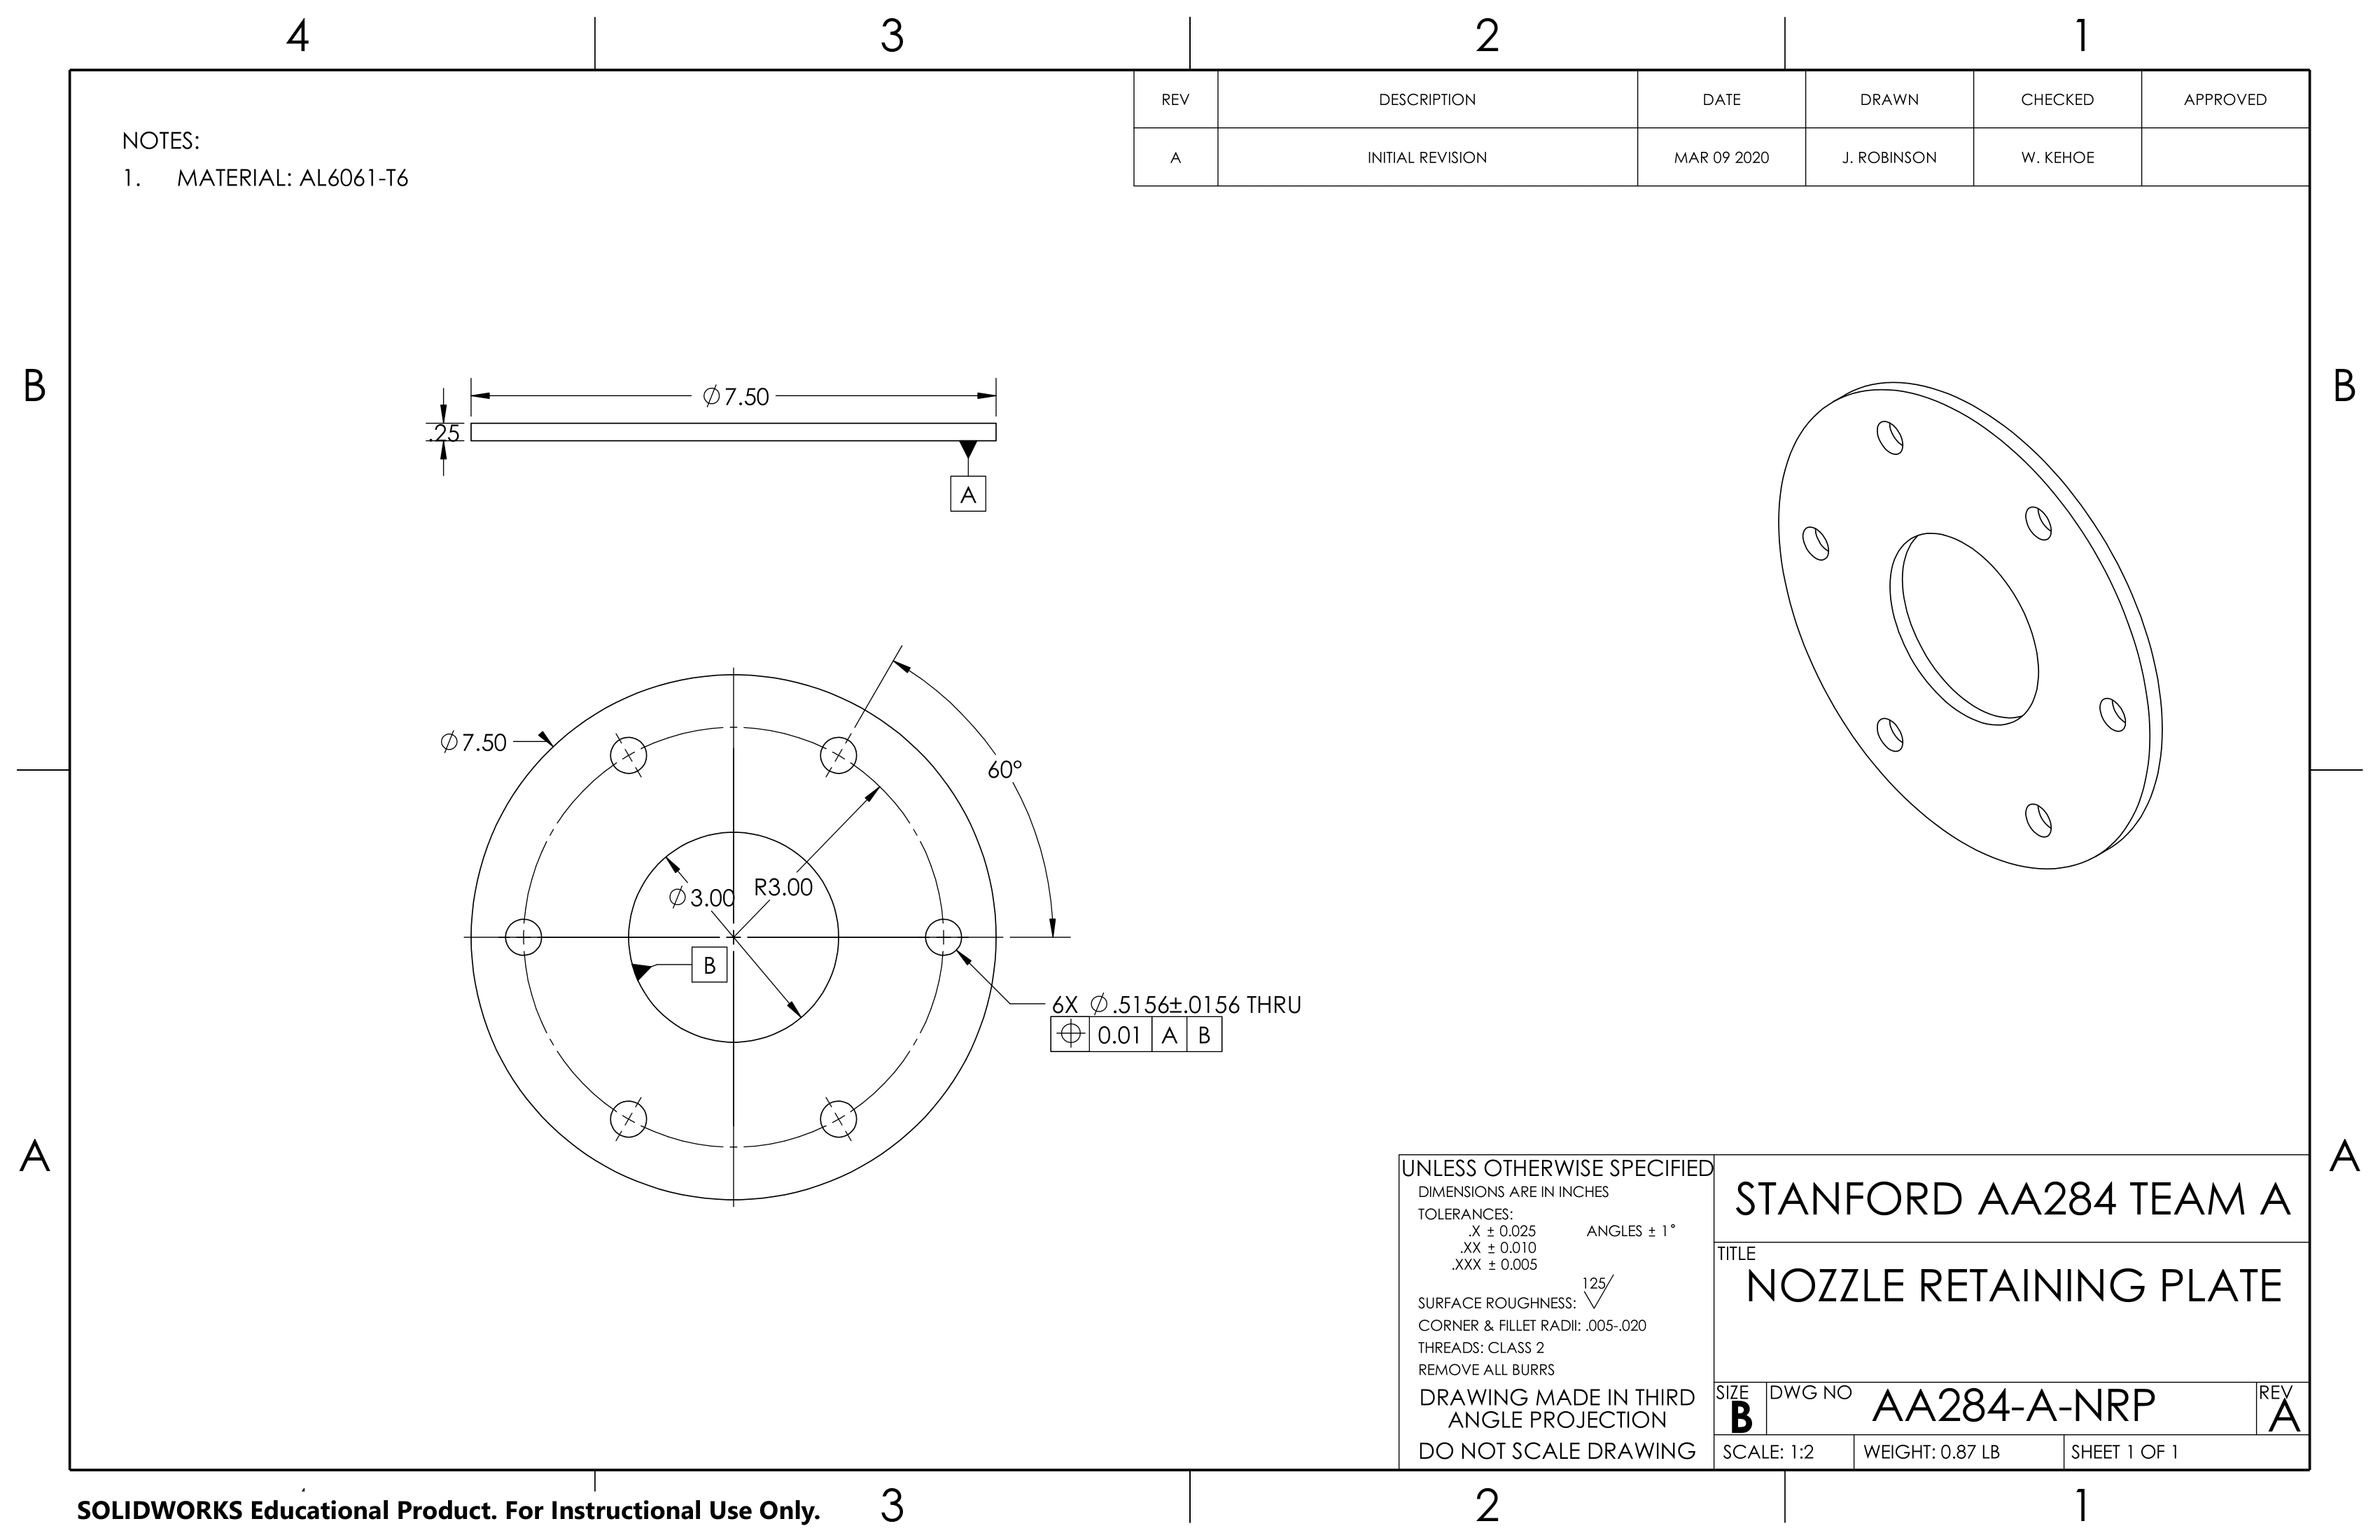 4 3 2 1
REV DESCRIPTION DATE DRAWN CHECKED APPROVED
A INITIAL REVISION MAR 09 2020 J. ROBINSON W. KEHOE
NOTES:
1. MATERIAL: AL6061-T6
B B
∅7.50
.25
A
∅7.50
60°
∅3.00 R3.00
B
6X ∅.5156±.0156 THRU
⌖ 0.01 A B
A A
UNLESS OTHERWISE SPECIFIED
DIMENSIONS ARE IN INCHES
TOLERANCES:
.X ± 0.025 ANGLES ± 1°
.XX ± 0.010
.XXX ± 0.005
125
SURFACE ROUGHNESS:
CORNER & FILLET RADII: .005-.020
THREADS: CLASS 2
REMOVE ALL BURRS
DRAWING MADE IN THIRD
ANGLE PROJECTION
DO NOT SCALE DRAWING
STANFORD AA284 TEAM A
TITLE
NOZZLE RETAINING PLATE
SIZE
B
DWG NO AA284-A-NRP
REV
A
SCALE: 1:2 WEIGHT: 0.87 LB SHEET 1 OF 1
SOLIDWORKS Educational Product. For Instructional Use Only.
3 2 1